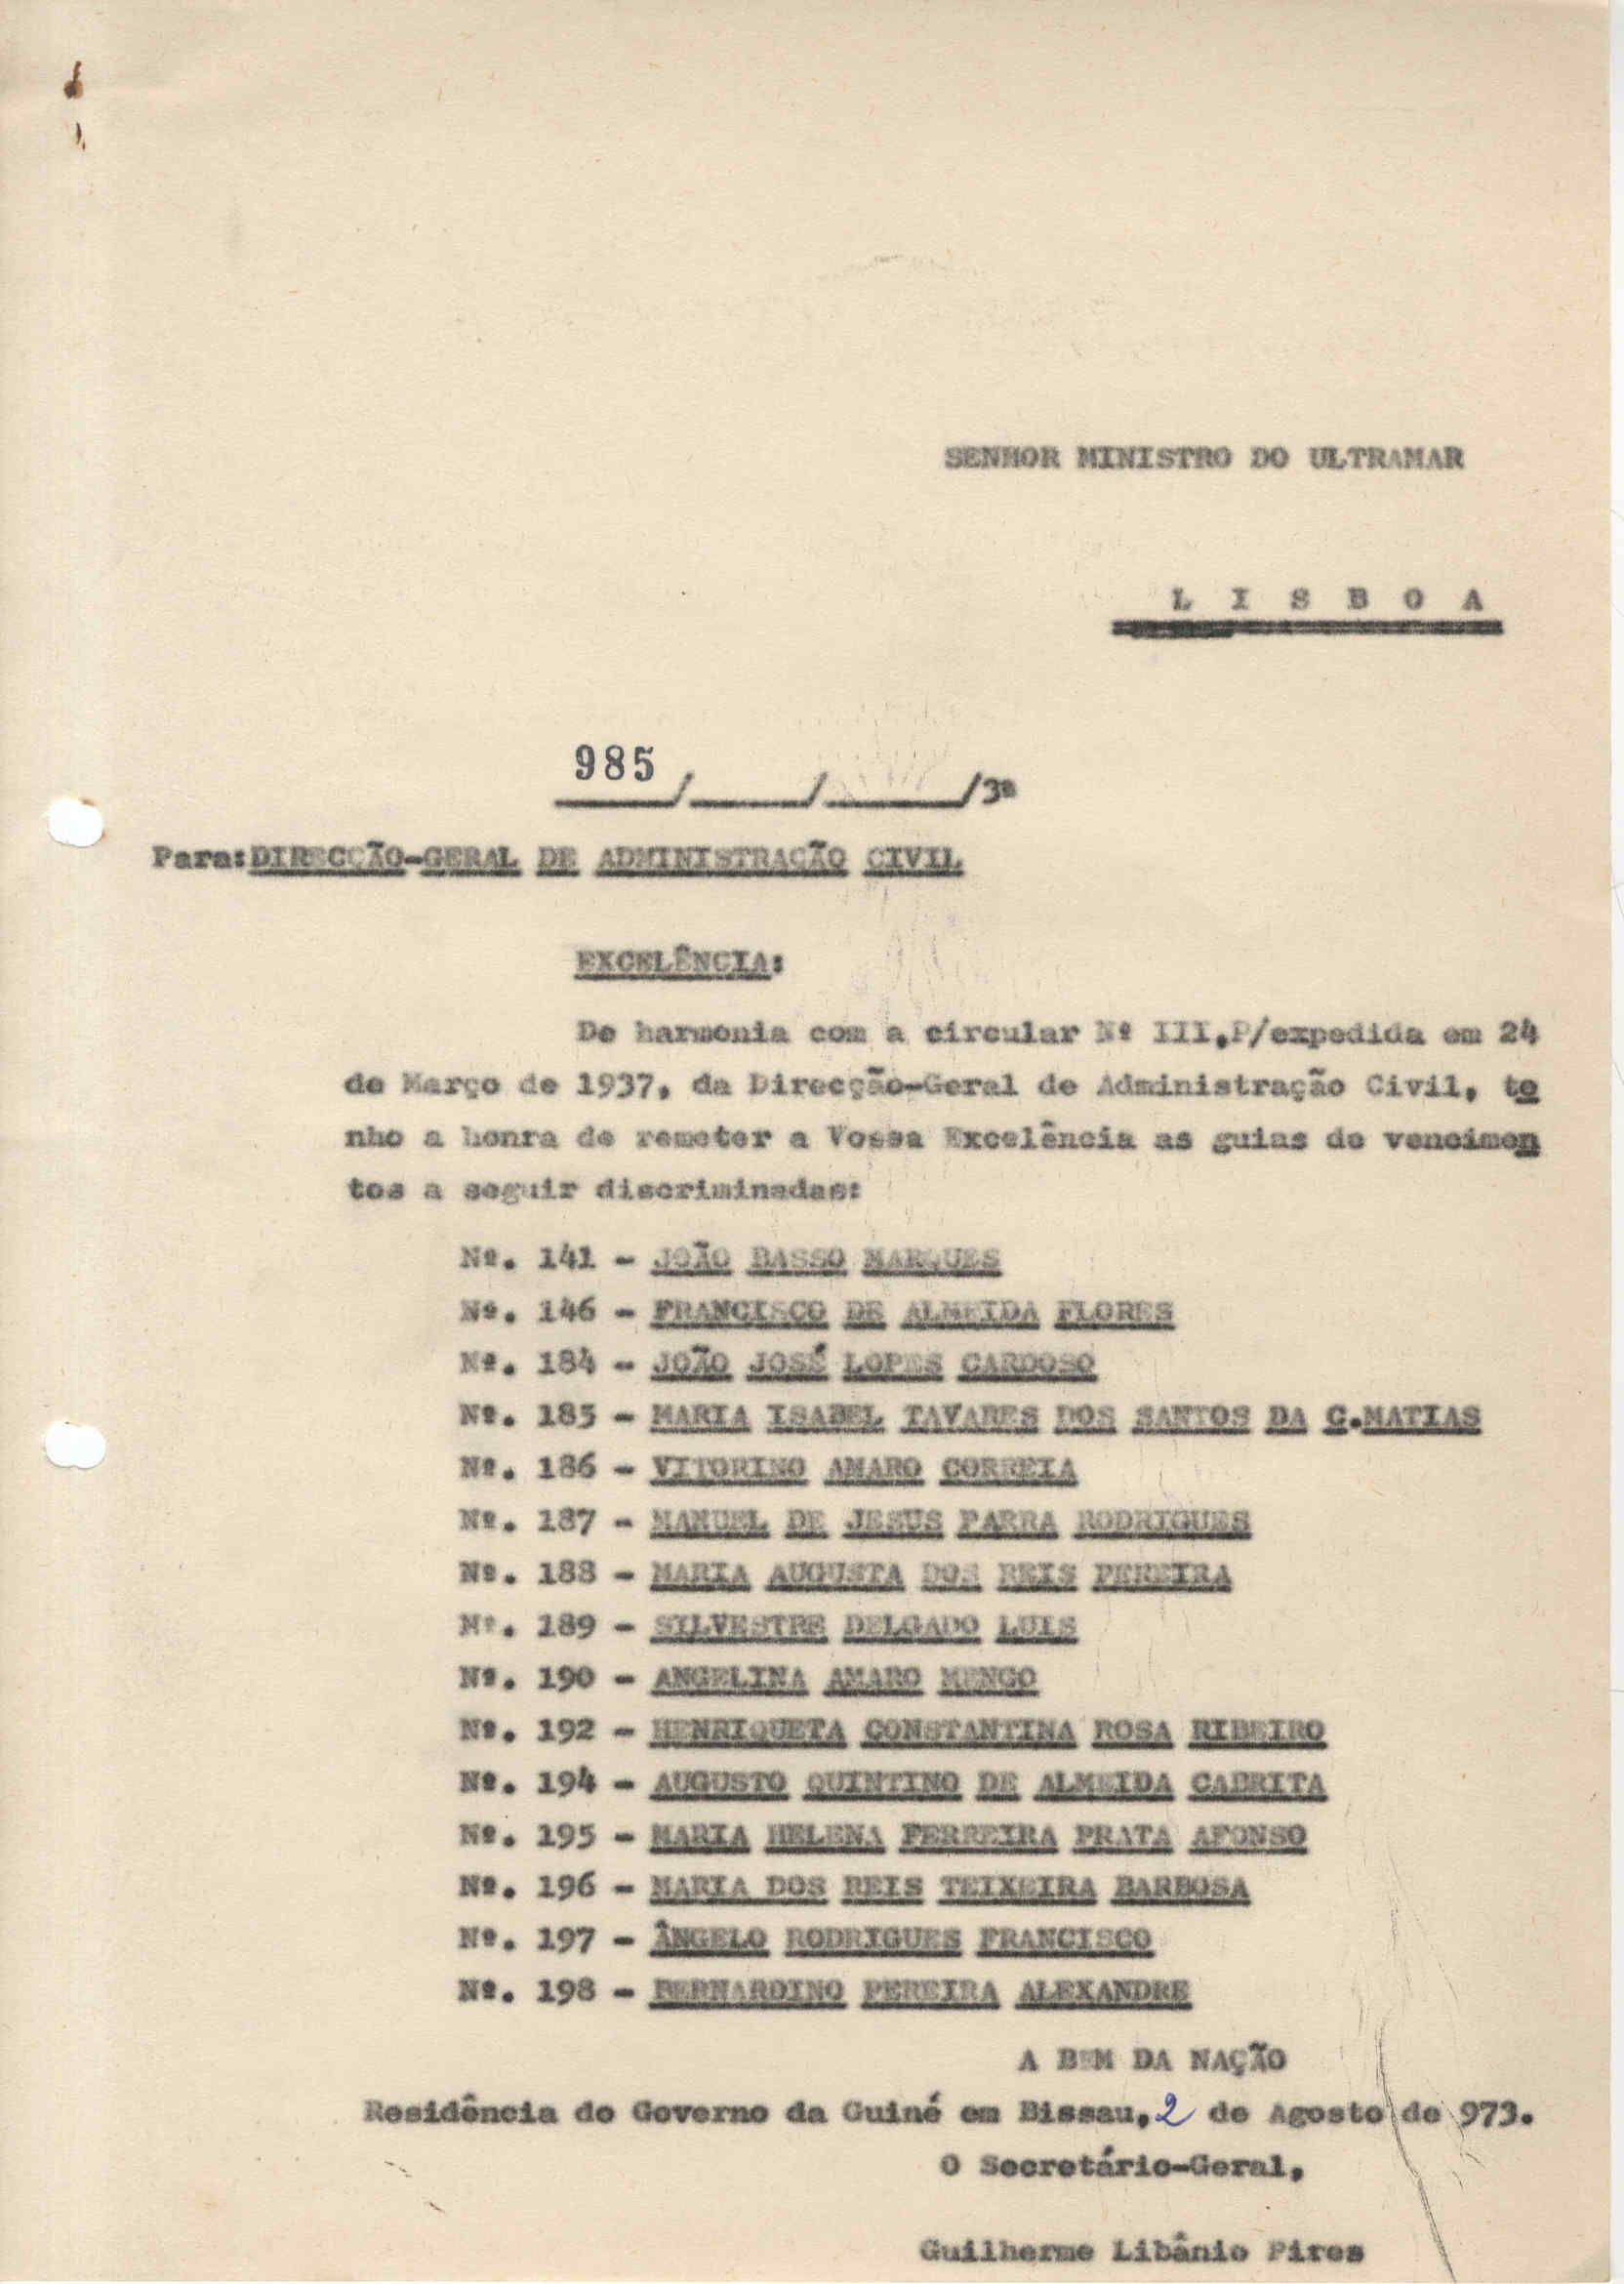 SENHOR MINISTRO DO ULTRAMAR
L I S B O A
985/____/____/3ª
Para:DIRECÇÃO-GERAL DE ADMINISTRAÇÃO CIVIL
EXCELÊNCIA:
De harmonia com a circular Nº III.P/expedida em 24
de Março de 1937, da Direcção-Geral de Administração Civil, te
nho a honra de remeter a Vossa Excelência as guias de vencimen
tos a seguir discriminadas:
Nº. 141 - JOÃO BASSO MARQUES
Nº. 146 - FRANCISCO DE ALMEIDA FLORES
Nº. 184 - JOÃO JOSÉ LOPES CARDOSO
Nº. 185 - MARIA ISABEL TAVARES DOS SANTOS DA C.MATIAS
Nº. 186 - VITORINO AMARO CORREIA
Nº. 187 - MANUEL DE JESUS PARRA RODRIGUES
Nº. 188 - MARIA AUGUSTA DOS REIS PEREIRA
Nº. 189 - SILVESTRE DELGADO LUIS
Nº. 190 - ANGELINA AMARO MENGO
Nº. 192 - HENRIQUETA CONSTANTINA ROSA RIBEIRO
Nº. 194 - AUGUSTO QUINTINO DE ALMEIDA CABRITA
Nº. 195 - MARIA HELENA FERREIRA PRATA AFONSO
Nº. 196 - MARIA DOS REIS TEIXEIRA BARBOSA
Nº. 197 - ÂNGELO RODRIGUES FRANCISCO
Nº. 198 - BERNARDINO PEREIRA ALEXANDRE
A BEM DA NAÇÃO
Residência do Governo da Guiné em Bissau, 2 de Agosto de 973.
O Secretário-Geral,
Guilherme Libânio Pires